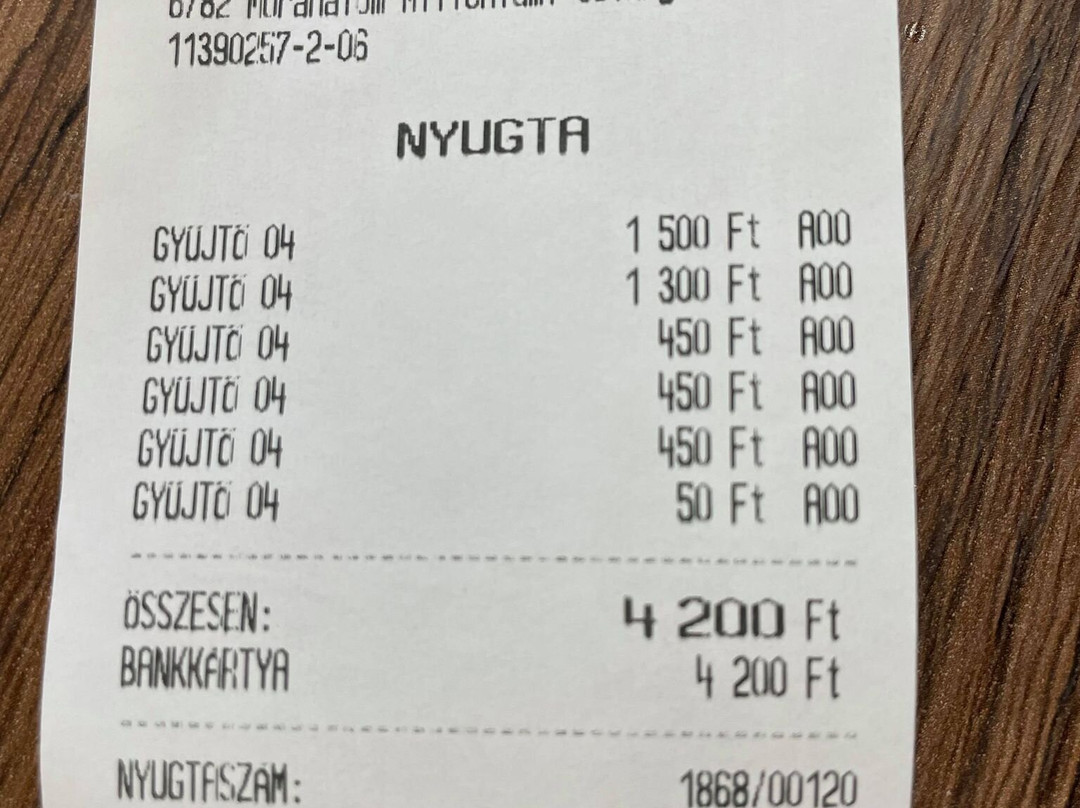 6782
11390257-2-06
NYUGTA
GYŰJTŐ 04 1 500 Ft A00
GYŰJTŐ 04 1 300 Ft A00
GYŰJTŐ 04 450 Ft A00
GYŰJTŐ 04 450 Ft A00
GYŰJTŐ 04 450 Ft A00
GYŰJTŐ 04 50 Ft A00
ÖSSZESEN: 4 200 Ft
BANKKÁRTYA 4 200 Ft
NYUGTASZÁM: 1868/00120